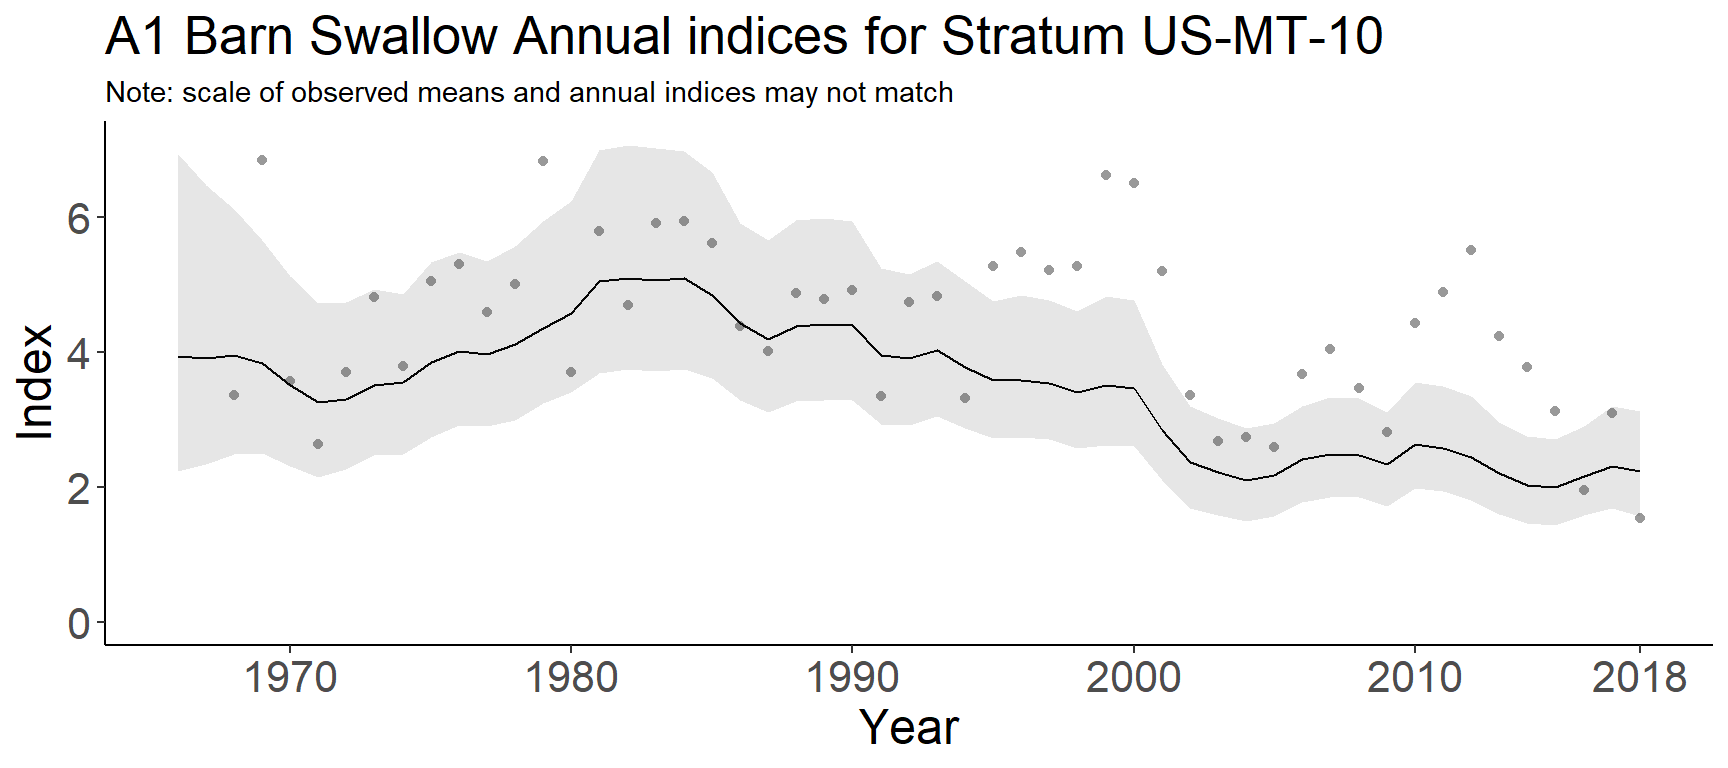 A1 Barn Swallow Annual indices for Stratum US-MT-10
Note: scale of observed means and annual indices may not match
6
4
2
0
Index
1970 1980 1990 2000 2010 2018
Year